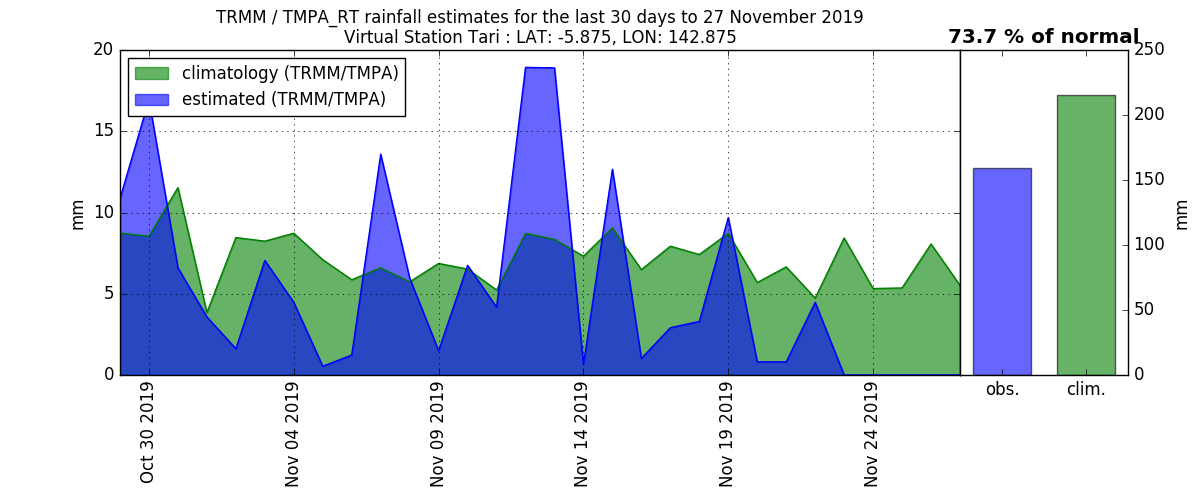 TRMM / TMPA_RT rainfall estimates for the last 30 days to 27 November 2019
Virtual Station Tari : LAT: -5.875, LON: 142.875
73.7 % of normal
climatology (TRMM/TMPA)
estimated (TRMM/TMPA)
20
15
10
5
0
mm
250
200
150
100
50
0
mm
Oct 30 2019
Nov 04 2019
Nov 09 2019
Nov 14 2019
Nov 19 2019
Nov 24 2019
obs.
clim.